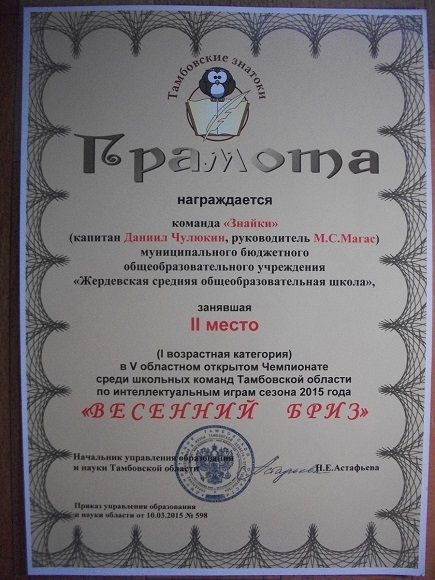 Тамбовские знатоки
Грамота
награждается
команда «Знайки»
(капитан Даниил Чулюкин, руководитель М.С.Магас)
муниципального бюджетного
общеобразовательного учреждения
«Жердевская средняя общеобразовательная школа»,
занявшая
II место
(I возрастная категория)
в V областном открытом Чемпионате
среди школьных команд Тамбовской области
по интеллектуальным играм сезона 2015 года
«ВЕСЕННИЙ БРИЗ»
Начальник управления образования
и науки Тамбовской области
Н.Е.Астафьева
Приказ управления образования
и науки области от 10.03.2015 № 598